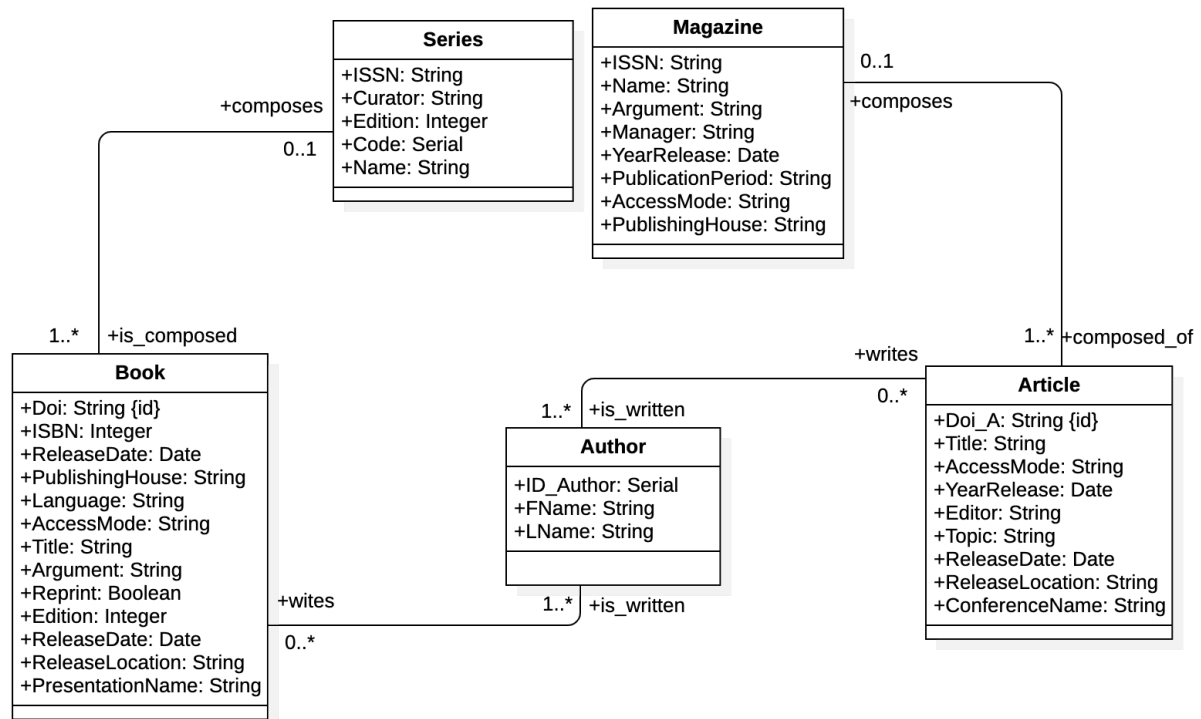 Series
+ISSN: String
+Curator: String
+Edition: Integer
+Code: Serial
+Name: String
Magazine
+ISSN: String
+Name: String
+Argument: String
+Manager: String
+YearRelease: Date
+PublicationPeriod: String
+AccessMode: String
+PublishingHouse: String
+composes
0..1
0..1
+composes
1..*
+is_composed
1..*
+composed_of
Book
+Doi: String {id}
+ISBN: Integer
+ReleaseDate: Date
+PublishingHouse: String
+Language: String
+AccessMode: String
+Title: String
+Argument: String
+Reprint: Boolean
+Edition: Integer
+ReleaseDate: Date
+ReleaseLocation: String
+PresentationName: String
+writes
0..*
1..*
+is_written
Author
+ID_Author: Serial
+FName: String
+LName: String
1..*
+is_written
+wites
0..*
Article
+Doi_A: String {id}
+Title: String
+AccessMode: String
+YearRelease: Date
+Editor: String
+Topic: String
+ReleaseDate: Date
+ReleaseLocation: String
+ConferenceName: String